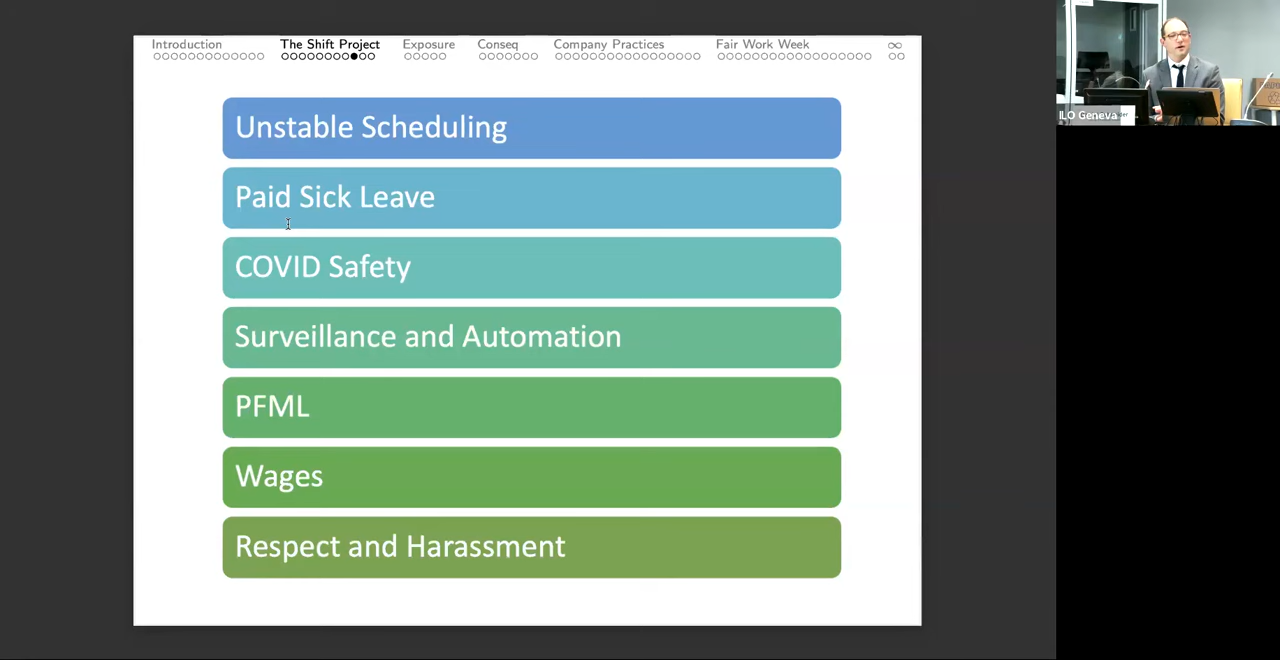 Introduction
The Shift Project
Exposure
Conseq
Company Practices
Fair Work Week
∞
Unstable Scheduling
Paid Sick Leave
COVID Safety
Surveillance and Automation
PFML
Wages
Respect and Harassment
ILO Geneva